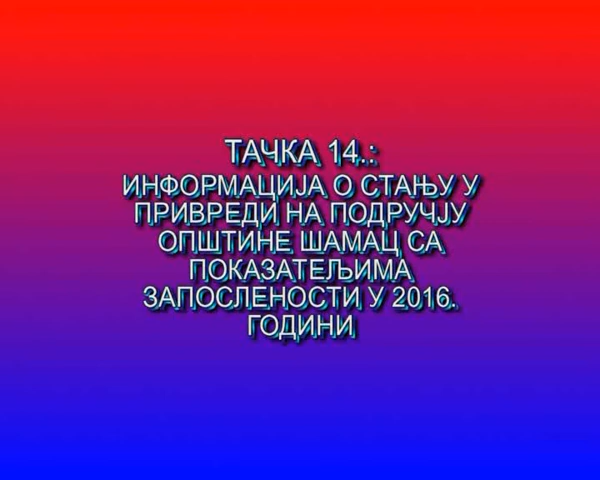 ТАЧКА 14.:
ИНФОРМАЦИЈА О СТАЊУ У
ПРИВРЕДИ НА ПОДРУЧЈУ
ОПШТИНЕ ШАМАЦ СА
ПОКАЗАТЕЉИМА
ЗАПОСЛЕНОСТИ У 2016.
ГОДИНИ